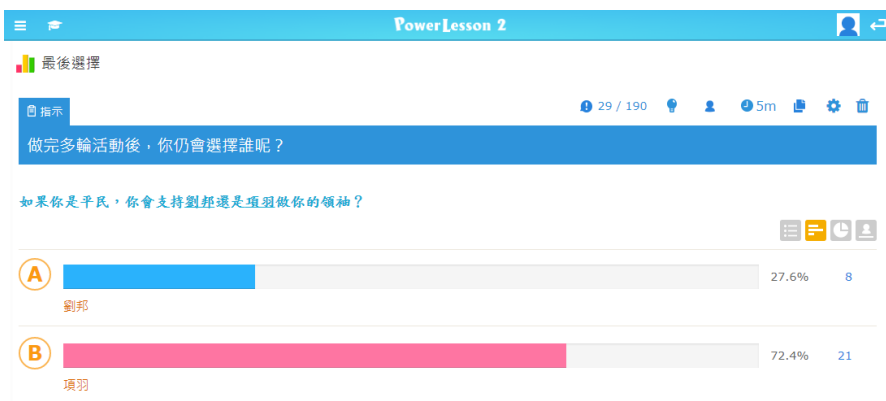 PowerLesson 2
最後選擇
指示
29 / 190
5m
做完多輪活動後，你仍會選擇誰呢？
如果你是平民，你會支持劉邦還是項羽做你的領袖？
A
27.6%
8
劉邦
B
72.4%
21
項羽